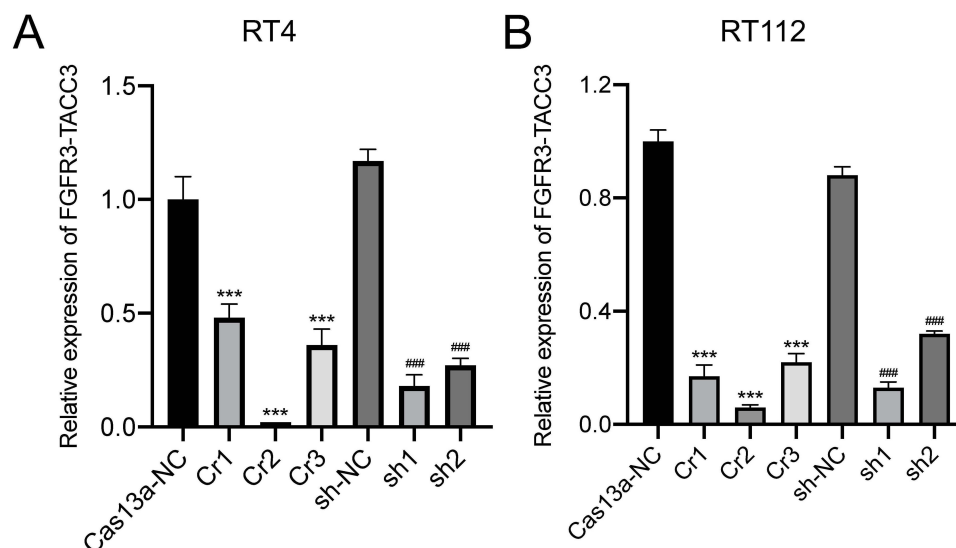 A
RT4
Relative expression of FGFR3-TACC3
1.5
1.0
0.5
0.0
***
***
***
###
###
Cas13a-NC
Cr1
Cr2
Cr3
sh-NC
sh1
sh2
B
RT112
Relative expression of FGFR3-TACC3
1.2
0.8
0.4
0.0
***
***
***
###
###
Cas13a-NC
Cr1
Cr2
Cr3
sh-NC
sh1
sh2